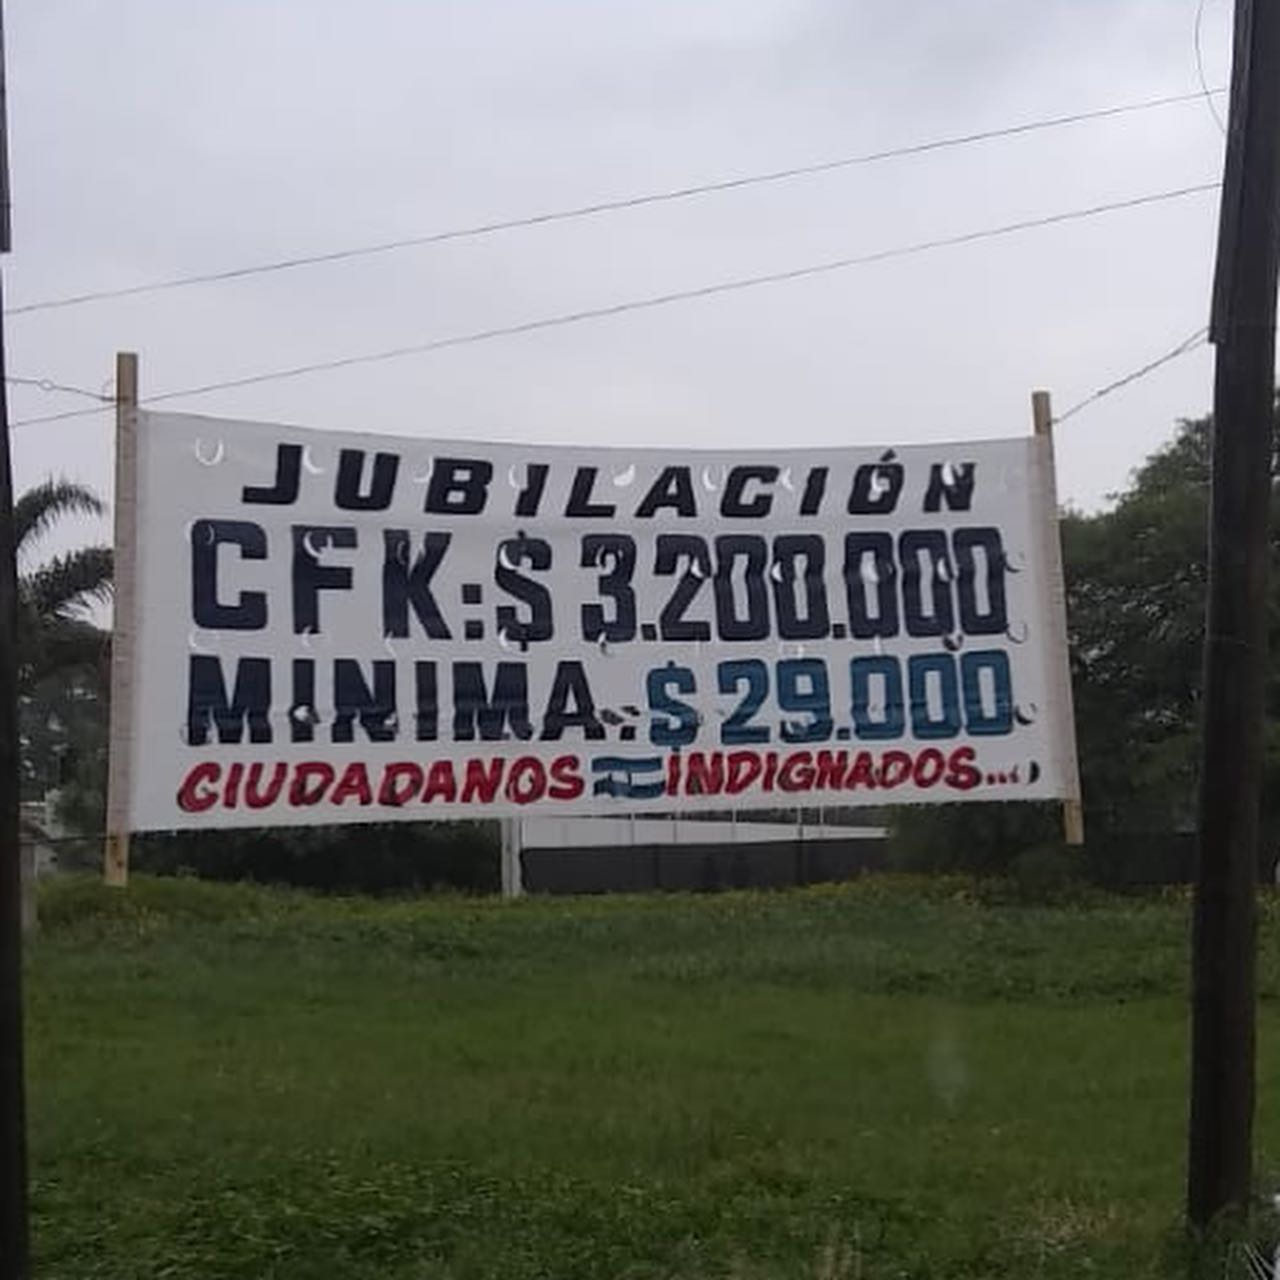 JUBILACIÓN
CFK:$ 3.200.000
MINIMA:$ 29.000
CIUDADANOS INDIGNADOS...